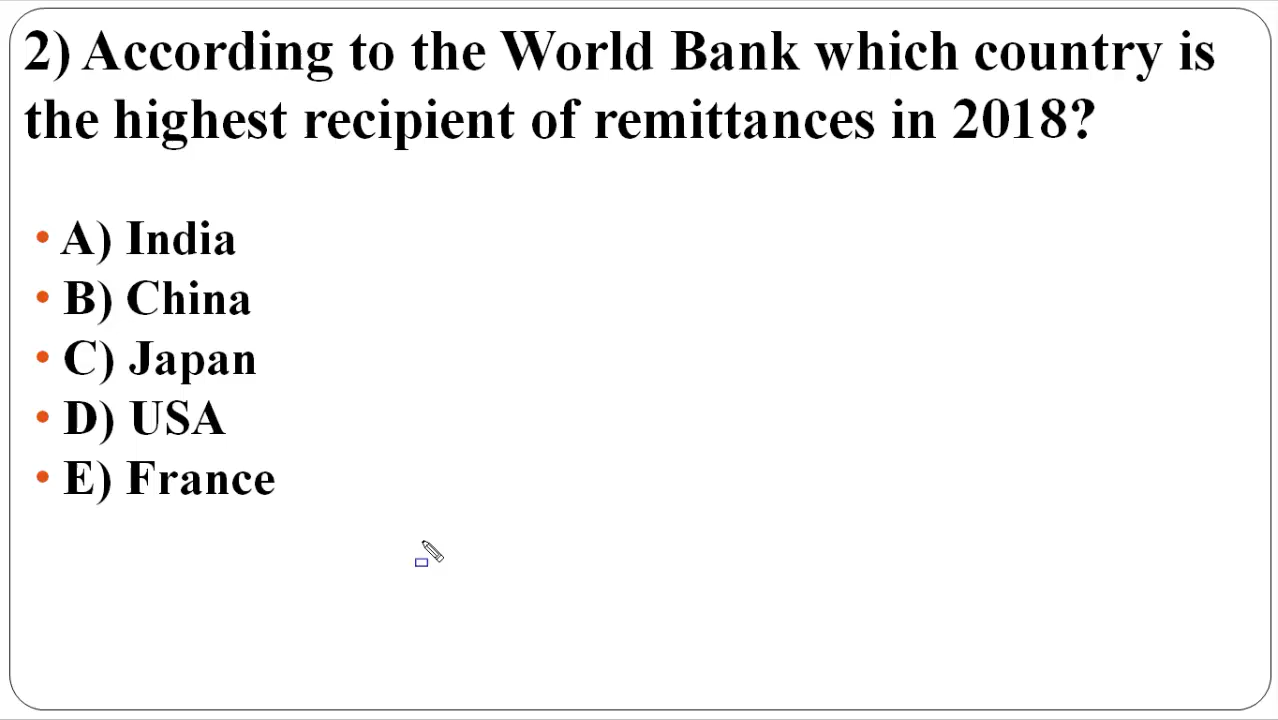 2) According to the World Bank which country is
the highest recipient of remittances in 2018?
• A) India
• B) China
• C) Japan
• D) USA
• E) France